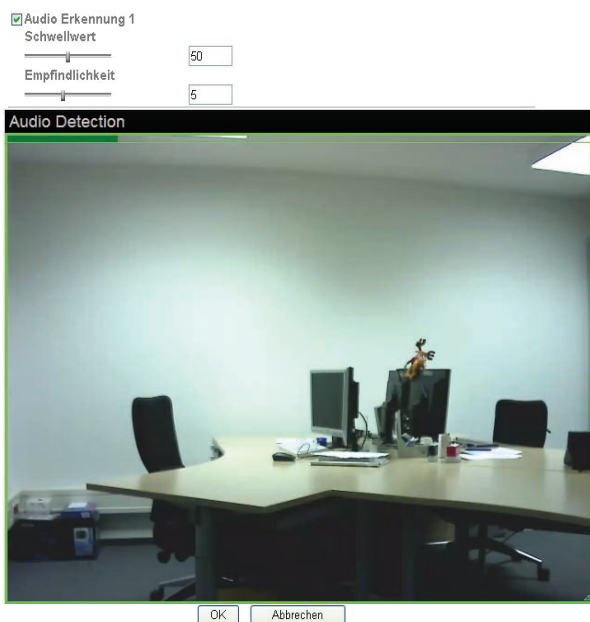 Audio Erkennung 1
Schwellwert
50
Empfindlichkeit
5
Audio Detection
OK Abbrechen